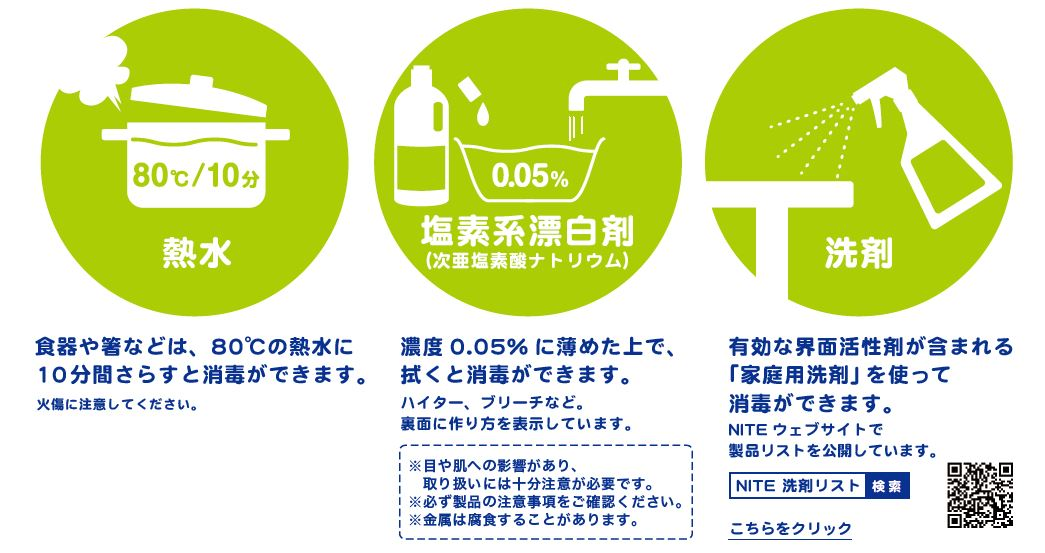 80℃/10分
熱水
食器や箸などは、80℃の熱水に
10分間さらすと消毒ができます。
火傷に注意してください。
0.05%
塩素系漂白剤
(次亜塩素酸ナトリウム)
濃度 0.05% に薄めた上で、
拭くと消毒ができます。
ハイター、ブリーチなど。
裏面に作り方を表示しています。
※目や肌への影響があり、
取り扱いには十分注意が必要です。
※必ず製品の注意事項をご確認ください。
※金属は腐食することがあります。
洗剤
有効な界面活性剤が含まれる
「家庭用洗剤」を使って
消毒ができます。
NITE ウェブサイトで
製品リストを公開しています。
NITE 洗剤リスト 検索
こちらをクリック